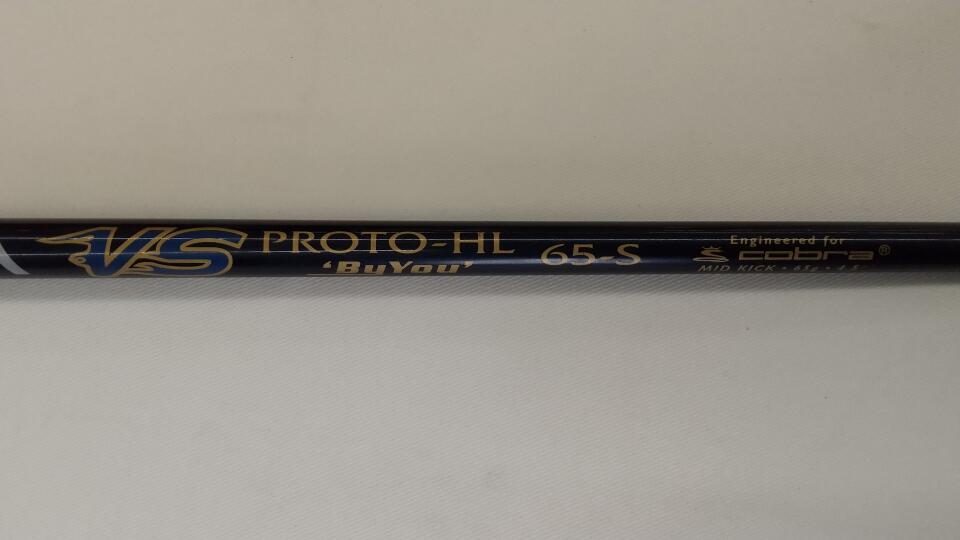 VS PROTO-HL 65-S
'ByYou'
Engineered for
cobra®
MID KICK • 65g • 4.5